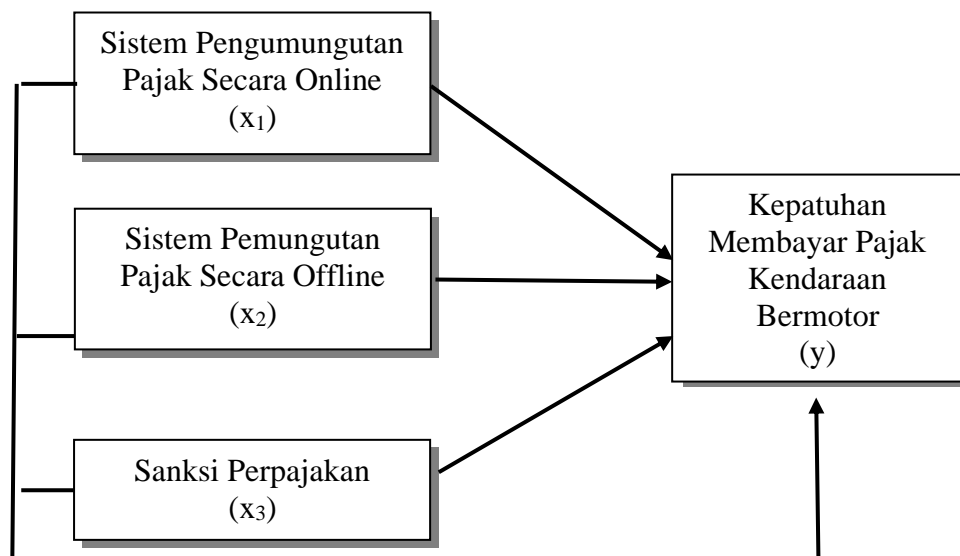 Sistem Pengumungutan
Pajak Secara Online
(x₁)
Sistem Pemungutan
Pajak Secara Offline
(x₂)
Sanksi Perpajakan
(x₃)
Kepatuhan
Membayar Pajak
Kendaraan
Bermotor
(y)